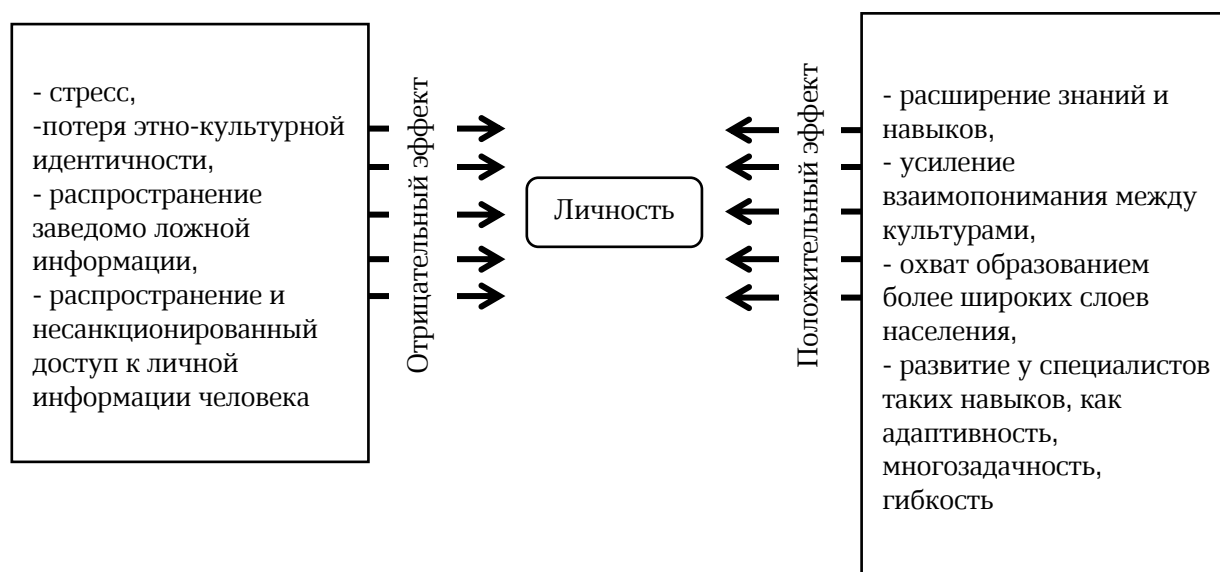 - стресс,
-потеря этно-культурной
идентичности,
- распространение
заведомо ложной
информации,
- распространение и
несанкционированный
доступ к личной
информации человека
Отрицательный эффект
Личность
Положительный эффект
- расширение знаний и
навыков,
- усиление
взаимопонимания между
культурами,
- охват образованием
более широких слоев
населения,
- развитие у специалистов
таких навыков, как
адаптивность,
многозадачность,
гибкость